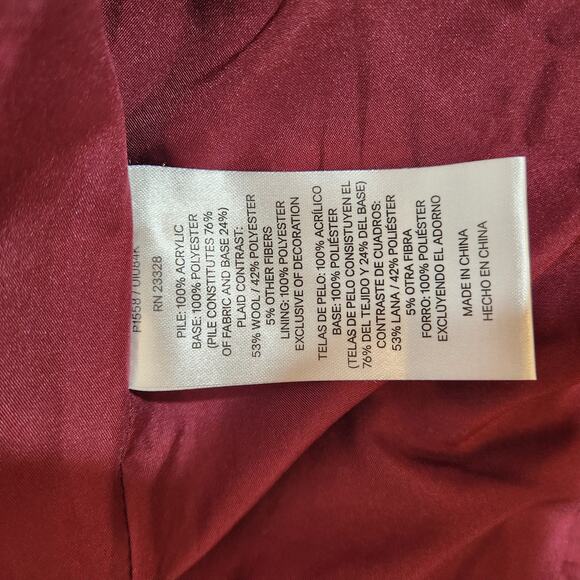 P1558 / 01084K
RN 23328
PILE: 100% ACRYLIC
BASE: 100% POLYESTER
(PILE CONSTITUTES 76%
OF FABRIC AND BASE 24%)
PLAID CONTRAST:
53% WOOL / 42% POLYESTER
5% OTHER FIBERS
LINING: 100% POLYESTER
EXCLUSIVE OF DECORATION
TELAS DE PELO: 100% ACRÍLICO
BASE: 100% POLIÉSTER
(TELAS DE PELO CONSISTUYEN EL
76% DEL TEJIDO Y 24% DEL BASE)
CONTRASTE DE CUADROS:
53% LANA / 42% POLIÉSTER
5% OTRA FIBRA
FORRO: 100% POLIÉSTER
EXCLUYENDO EL ADORNO
MADE IN CHINA
HECHO EN CHINA